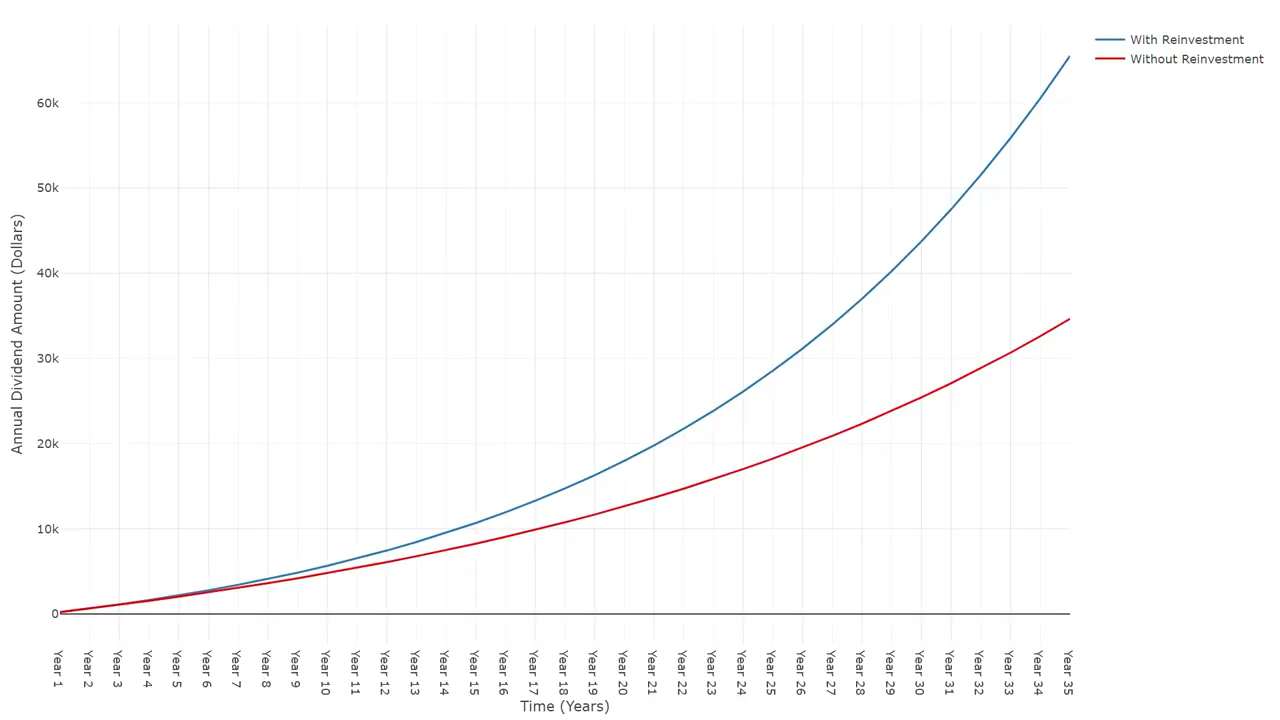 With Reinvestment
Without Reinvestment
Annual Dividend Amount (Dollars)
60k
50k
40k
30k
20k
10k
0
Year 1
Year 2
Year 3
Year 4
Year 5
Year 6
Year 7
Year 8
Year 9
Year 10
Year 11
Year 12
Year 13
Year 14
Year 15
Year 16
Year 17
Year 18
Year 19
Year 20
Year 21
Year 22
Year 23
Year 24
Year 25
Year 26
Year 27
Year 28
Year 29
Year 30
Year 31
Year 32
Year 33
Year 34
Year 35
Time (Years)